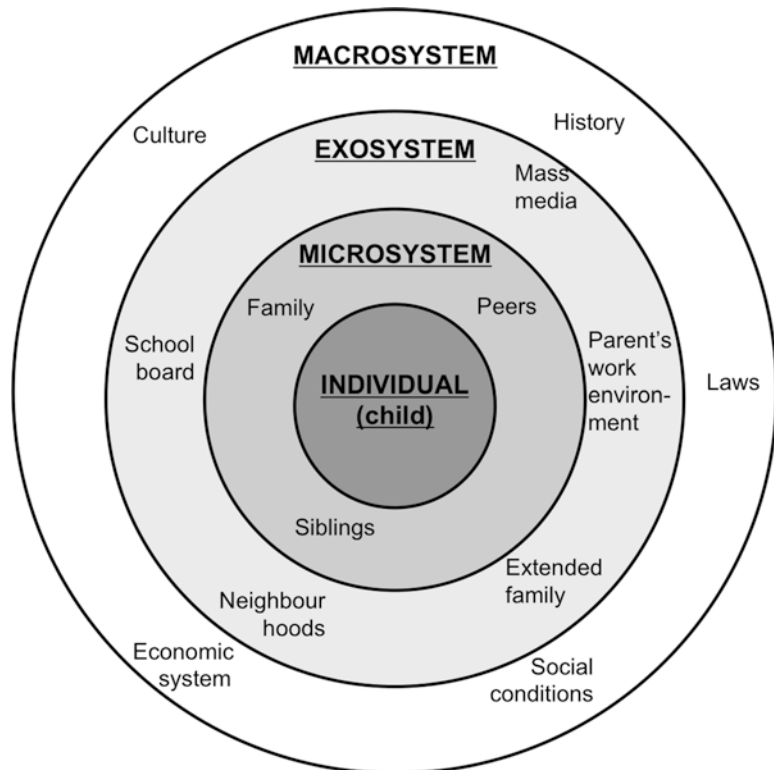 MACROSYSTEM
Culture
History
EXOSYSTEM
Mass
media
MICROSYSTEM
Family
Peers
School
board
Parent’s
work
environ-
ment
INDIVIDUAL
(child)
Laws
Siblings
Extended
family
Neighbour
hoods
Economic
system
Social
conditions